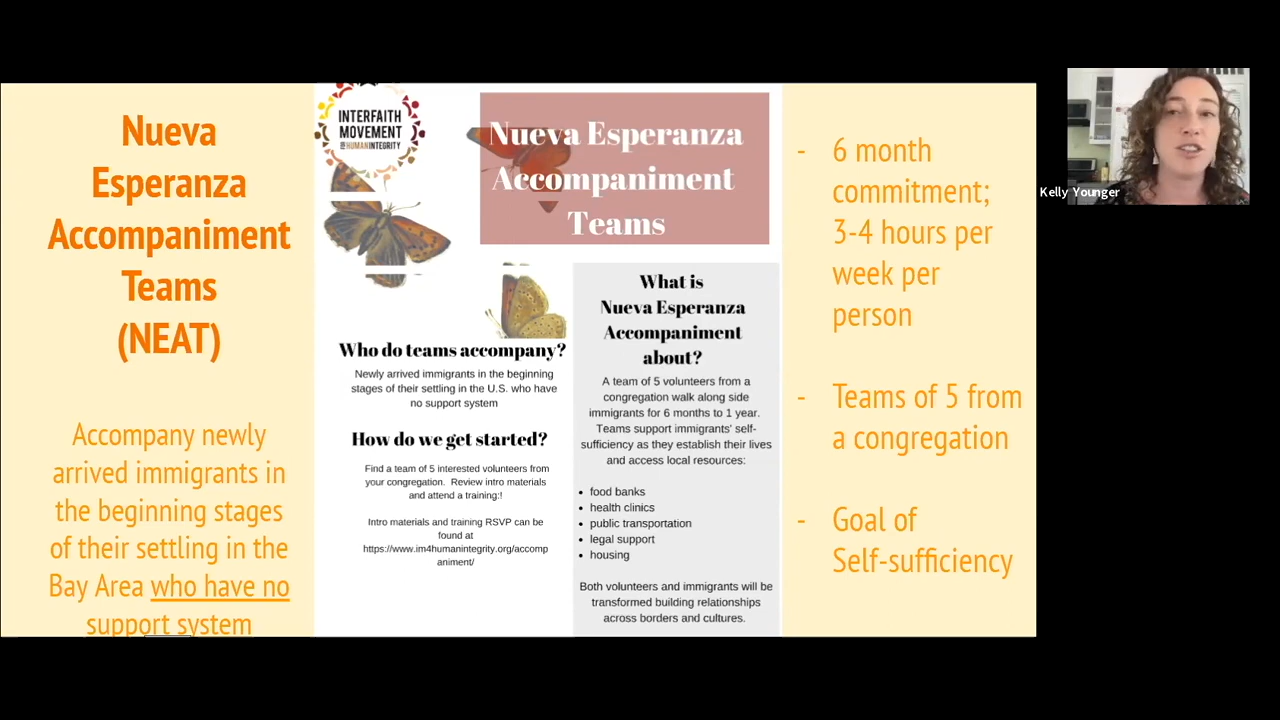 Nueva
Esperanza
Accompaniment
Teams
(NEAT)
Accompany newly
arrived immigrants in
the beginning stages
of their settling in the
Bay Area who have no
support system
INTERFAITH
MOVEMENT
FOR HUMAN INTEGRITY
Nueva Esperanza
Accompaniment
Teams
Who do teams accompany?
Newly arrived immigrants in the beginning
stages of their settling in the U.S. who have
no support system
How do we get started?
Find a team of 5 interested volunteers from
your congregation. Review intro materials
and attend a training:!
Intro materials and training RSVP can be
found at
https://www.im4humanintegrity.org/accomp
animent/
What is
Nueva Esperanza
Accompaniment
about?
A team of 5 volunteers from a
congregation walk along side
immigrants for 6 months to 1 year.
Teams support immigrants' self-
sufficiency as they establish their lives
and access local resources:
• food banks
• health clinics
• public transportation
• legal support
• housing
Both volunteers and immigrants will be
transformed building relationships
across borders and cultures.
- 6 month
commitment;
3-4 hours per
week per
person
- Teams of 5 from
a congregation
- Goal of
Self-sufficiency
Kelly Younger